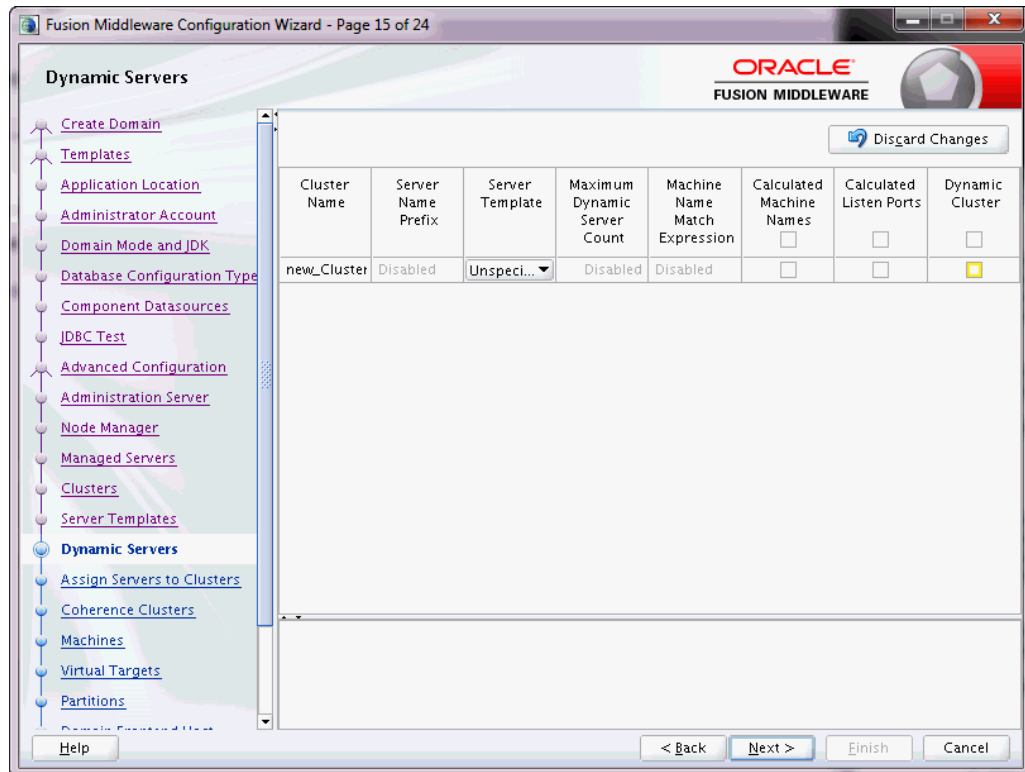 Fusion Middleware Configuration Wizard - Page 15 of 24
Dynamic Servers
ORACLE
FUSION MIDDLEWARE
Create Domain
Templates
Application Location
Administrator Account
Domain Mode and JDK
Database Configuration Type
Component Datasources
JDBC Test
Advanced Configuration
Administration Server
Node Manager
Managed Servers
Clusters
Server Templates
Dynamic Servers
Assign Servers to Clusters
Coherence Clusters
Machines
Virtual Targets
Partitions
Domain Frontend Host
Discard Changes
Cluster
Name
Server
Name
Prefix
Server
Template
Maximum
Dynamic
Server
Count
Machine
Name
Match
Expression
Calculated
Machine
Names
Calculated
Listen Ports
Dynamic
Cluster
new_Cluster Disabled Unspeci... Disabled Disabled
Help
< Back Next > Finish Cancel